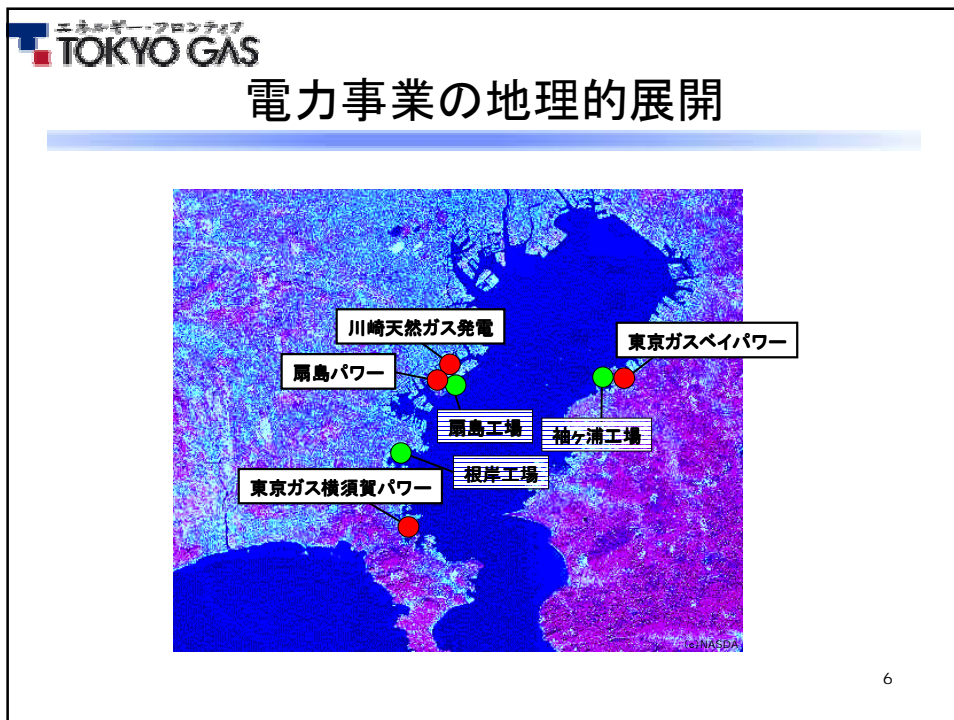 エネルギー・フロンティア
TOKYO GAS
電力事業の地理的展開
川崎天然ガス発電
東京ガスベイパワー
扇島パワー
扇島工場
袖ケ浦工場
根岸工場
東京ガス横須賀パワー
©NASDA
6